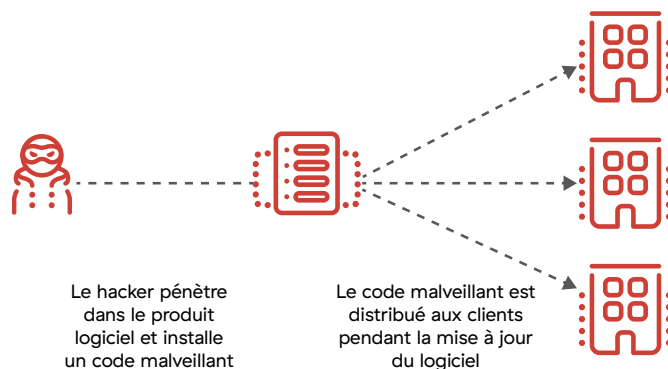 Le hacker pénètre
dans le produit
logiciel et installe
un code malveillant
Le code malveillant est
distribué aux clients
pendant la mise à jour
du logiciel